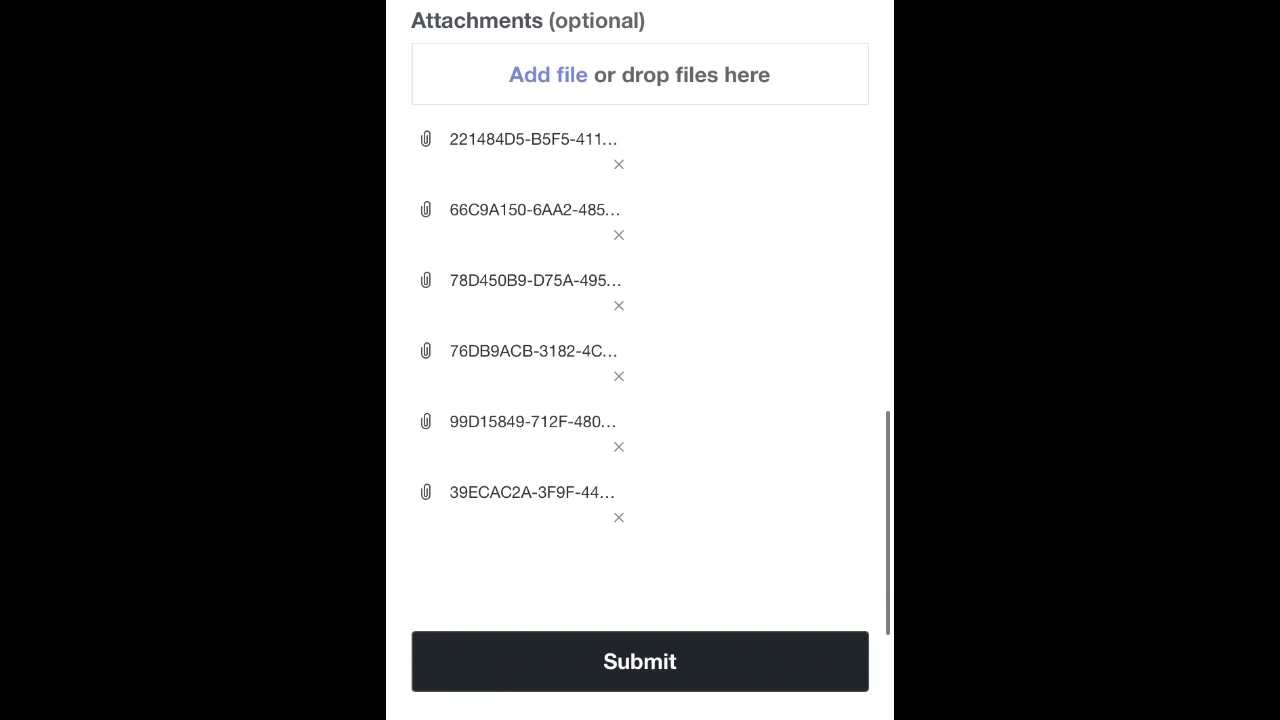 Attachments (optional)
Add file or drop files here
221484D5-B5F5-411...
66C9A150-6AA2-485...
78D450B9-D75A-495...
76DB9ACB-3182-4C...
99D15849-712F-480...
39ECAC2A-3F9F-44...
Submit